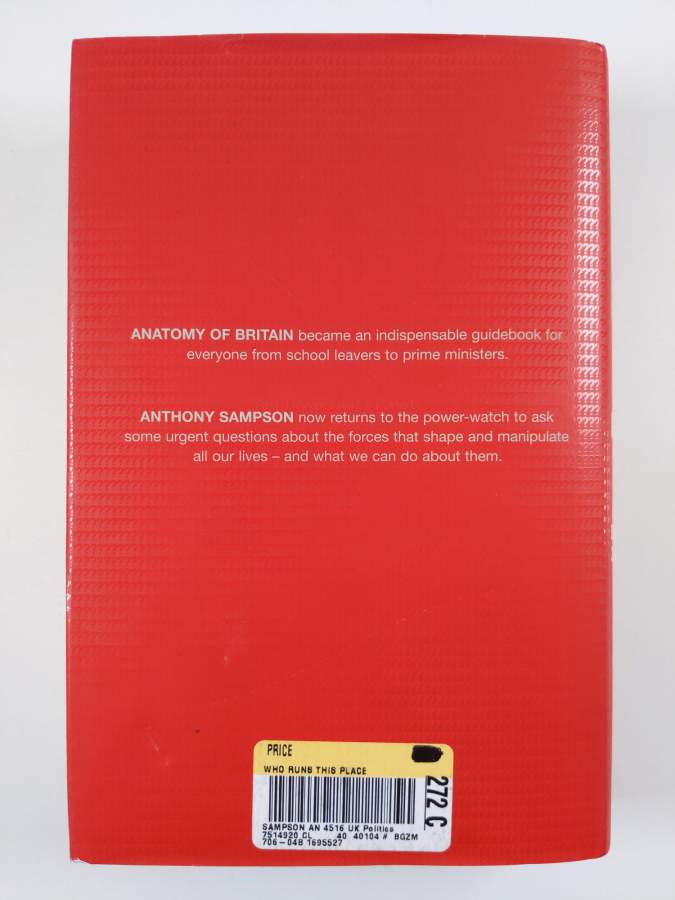 ANATOMY OF BRITAIN became an indispensable guidebook for
everyone from school leavers to prime ministers.
ANTHONY SAMPSON now returns to the power-watch to ask
some urgent questions about the forces that shape and manipulate
all our lives – and what we can do about them.
PRICE
WHO RUNS THIS PLACE
272 C
SAMPSON AN 4516 UK Politics
7514920 CL 40 40104 # BGZM
706-04B 1695527